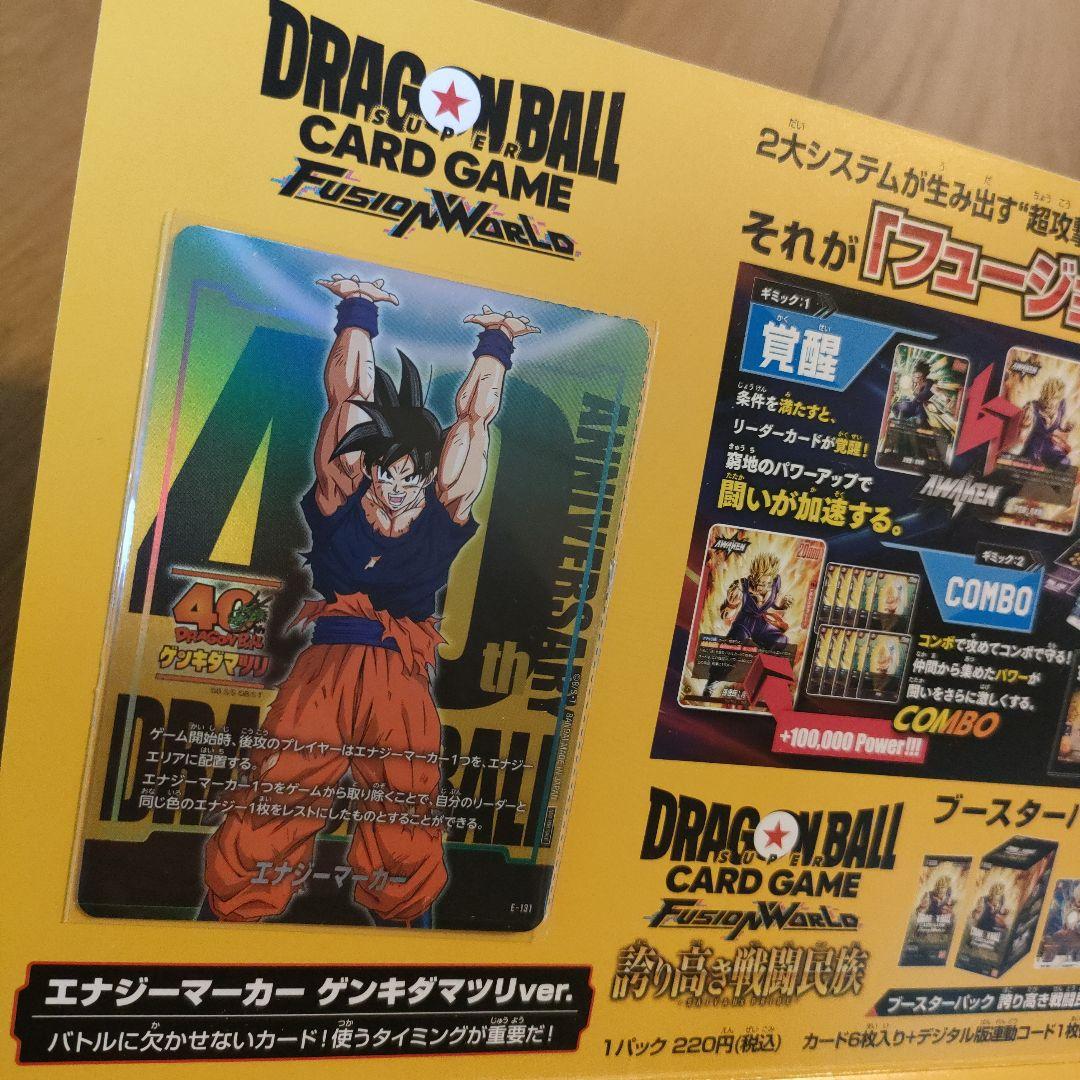 DRAGON BALL
SUPER
CARD GAME
FUSION WORLD
40
ANNIVERSARY
th
DRAGON BALL
40
DRAGON BALL
ゲンキダマツリ
ゲーム開始時、後攻のプレイヤーはエナジーマーカー1つを、エナジー
エリアに配置する。
エナジーマーカー1つをゲームから取り除くことで、自分のリーダーと
同じ色のエナジー1枚をレストにしたものとすることができる。
エナジーマーカー
E-131
エナジーマーカー ゲンキダマツリver.
バトルに欠かせないカード!使うタイミングが重要だ!
2大システムが生み出す“超攻撃
それが「フュージョ
ギミック:1
覚醒
条件を満たすと、
リーダーカードが覚醒!
窮地のパワーアップで
闘いが加速する。
AWAKEN
AWAKEN
20000
ギミック:2
COMBO
コンボで攻めてコンボで守る!
仲間から集めたパワーが
闘いをさらに激しくする。
COMBO
+100,000 Power!!!
DRAGON BALL
SUPER
CARD GAME
FUSION WORLD
誇り高き戦闘民族
ブースターパ
ブースターパック 誇り高き戦闘民
1パック 220円(税込)
カード6枚入り+デジタル版連動コード1枚